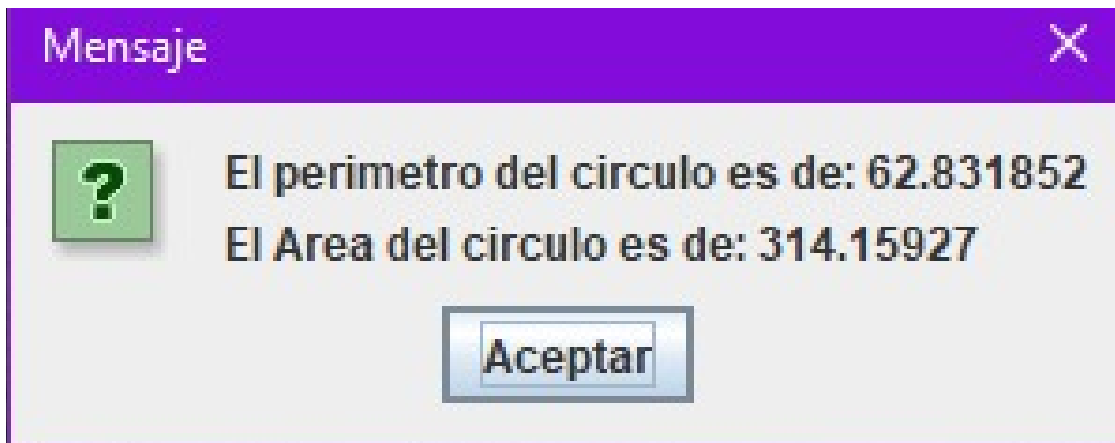 Mensaje
El perimetro del circulo es de: 62.831852
El Area del circulo es de: 314.15927
Aceptar